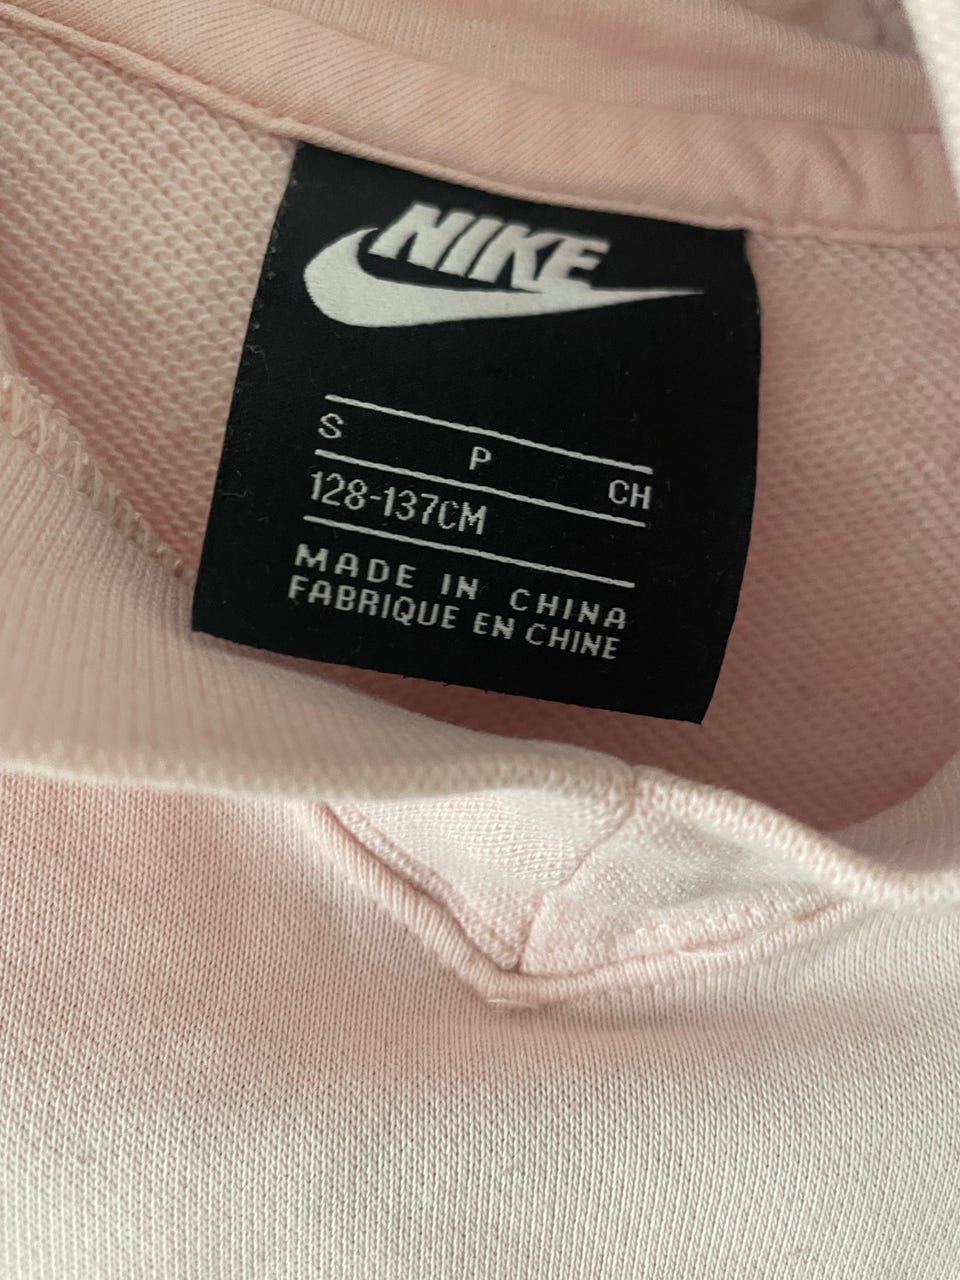 NIKE
S P CH
128-137CM
MADE IN CHINA
FABRIQUE EN CHINE